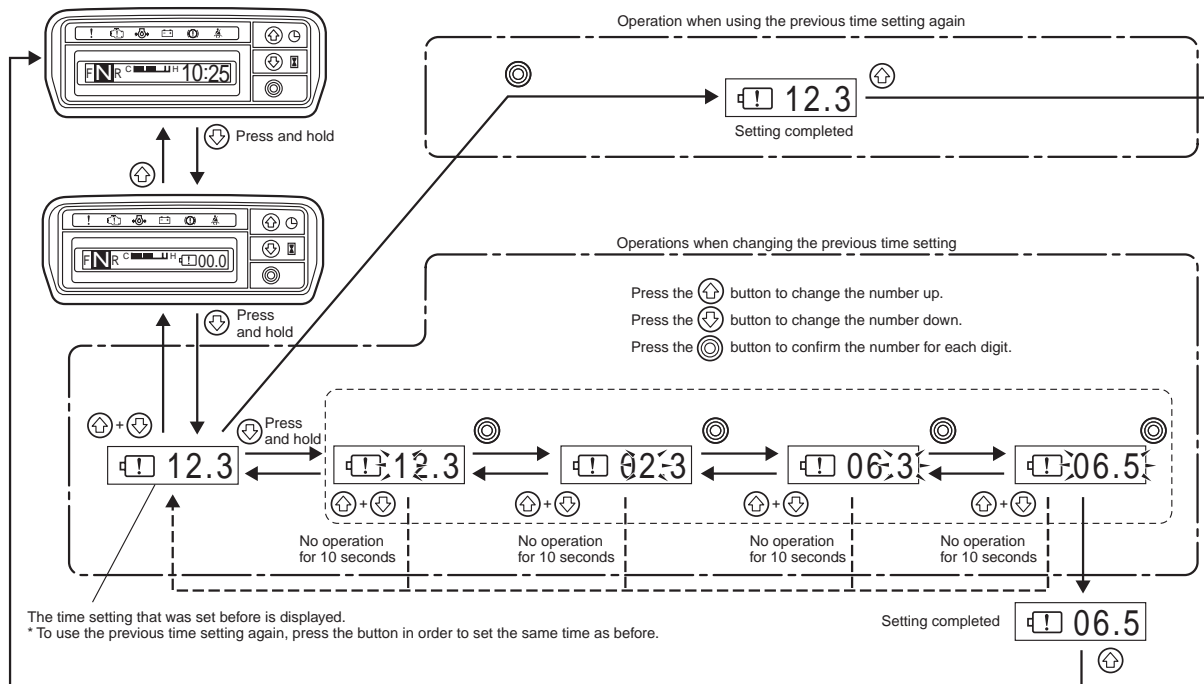 Operation when using the previous time setting again
F N R C H 10:25
12.3
Setting completed
Press and hold
F N R C H ! 00.0
Operations when changing the previous time setting
Press the button to change the number up.
Press the button to change the number down.
Press the button to confirm the number for each digit.
Press
and hold
+
Press
and hold
! 12.3
! 12.3
! 02.3
! 06.3
! 06.5
+
+
+
+
No operation
for 10 seconds
No operation
for 10 seconds
No operation
for 10 seconds
No operation
for 10 seconds
The time setting that was set before is displayed.
* To use the previous time setting again, press the button in order to set the same time as before.
Setting completed
! 06.5